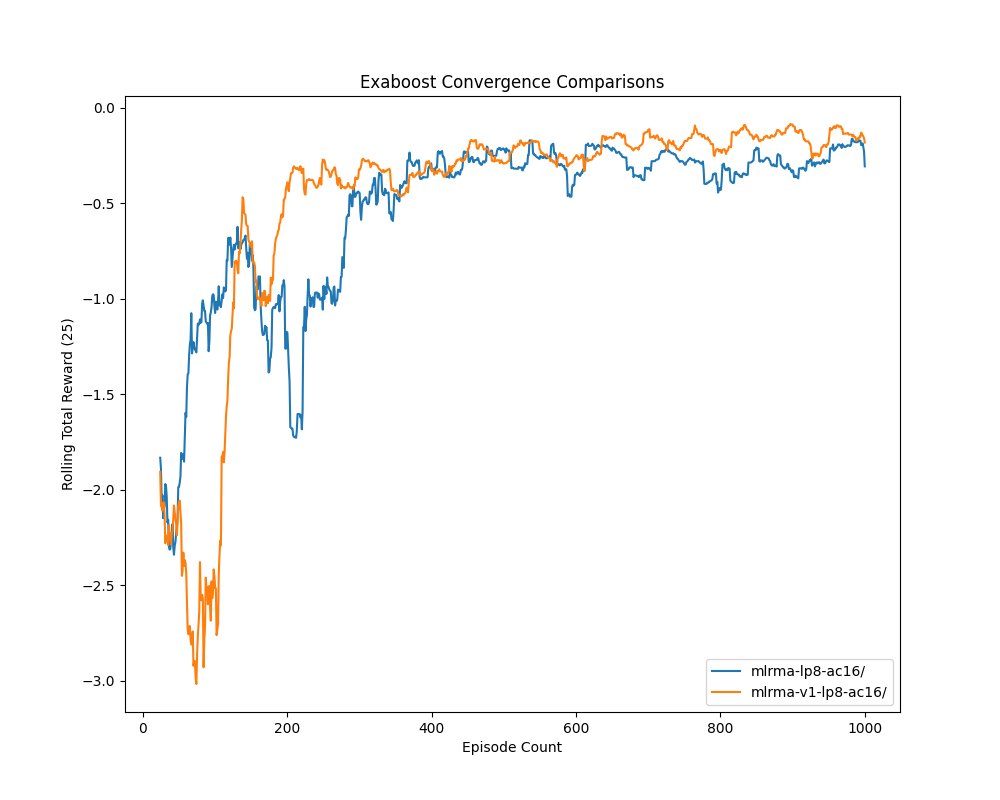 Exaboost Convergence Comparisons
Rolling Total Reward (25)
0.0
−0.5
−1.0
−1.5
−2.0
−2.5
−3.0
0 200 400 600 800 1000
Episode Count
mlrma-lp8-ac16/
mlrma-v1-lp8-ac16/